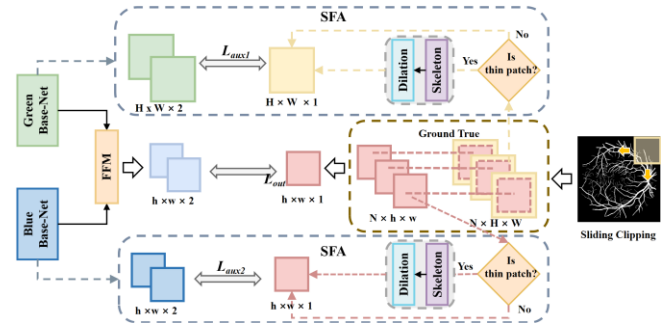 SFA
No
L_aux1
Is
thin patch?
Yes
Dilation
Skeleton
H x W × 2
H × W × 1
Green
Base-Net
Ground True
FFM
L_out
h ×w × 2
h ×w × 1
N × h × w
N × H × W
Sliding Clipping
Blue
Base-Net
SFA
L_aux2
Dilation
Skeleton
Yes
Is
thin patch?
h ×w × 2
h ×w × 1
No